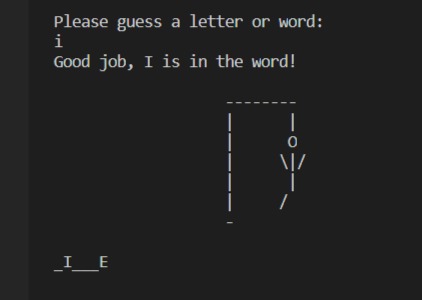 Please guess a letter or word:
i
Good job, I is in the word!
--------
|      |
|      O
|     \|/
|      |
|     /
-
_I___E